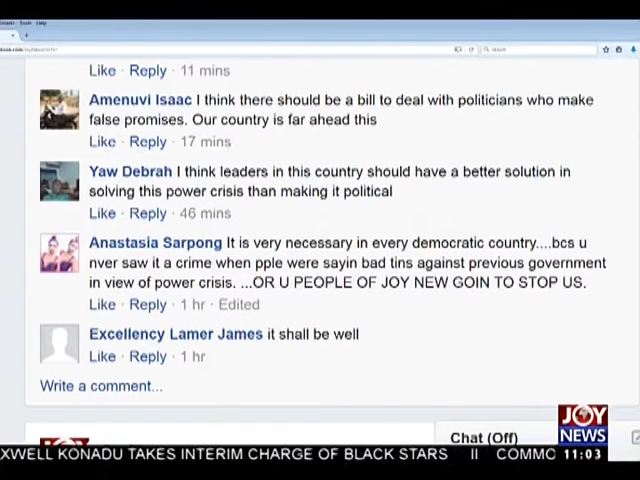 Tools Help
Search
Like · Reply · 11 mins
Amenuvi Isaac I think there should be a bill to deal with politicians who make
false promises. Our country is far ahead this
Like · Reply · 17 mins
Yaw Debrah I think leaders in this country should have a better solution in
solving this power crisis than making it political
Like · Reply · 46 mins
Anastasia Sarpong It is very necessary in every democratic country....bcs u
nver saw it a crime when pple were sayin bad tins against previous government
in view of power crisis. ...OR U PEOPLE OF JOY NEW GOIN TO STOP US.
Like · Reply · 1 hr · Edited
Excellency Lamer James it shall be well
Like · Reply · 1 hr
Write a comment...
Chat (Off)
JOY
NEWS
XWELL KONADU TAKES INTERIM CHARGE OF BLACK STARS II COMMC
11:03